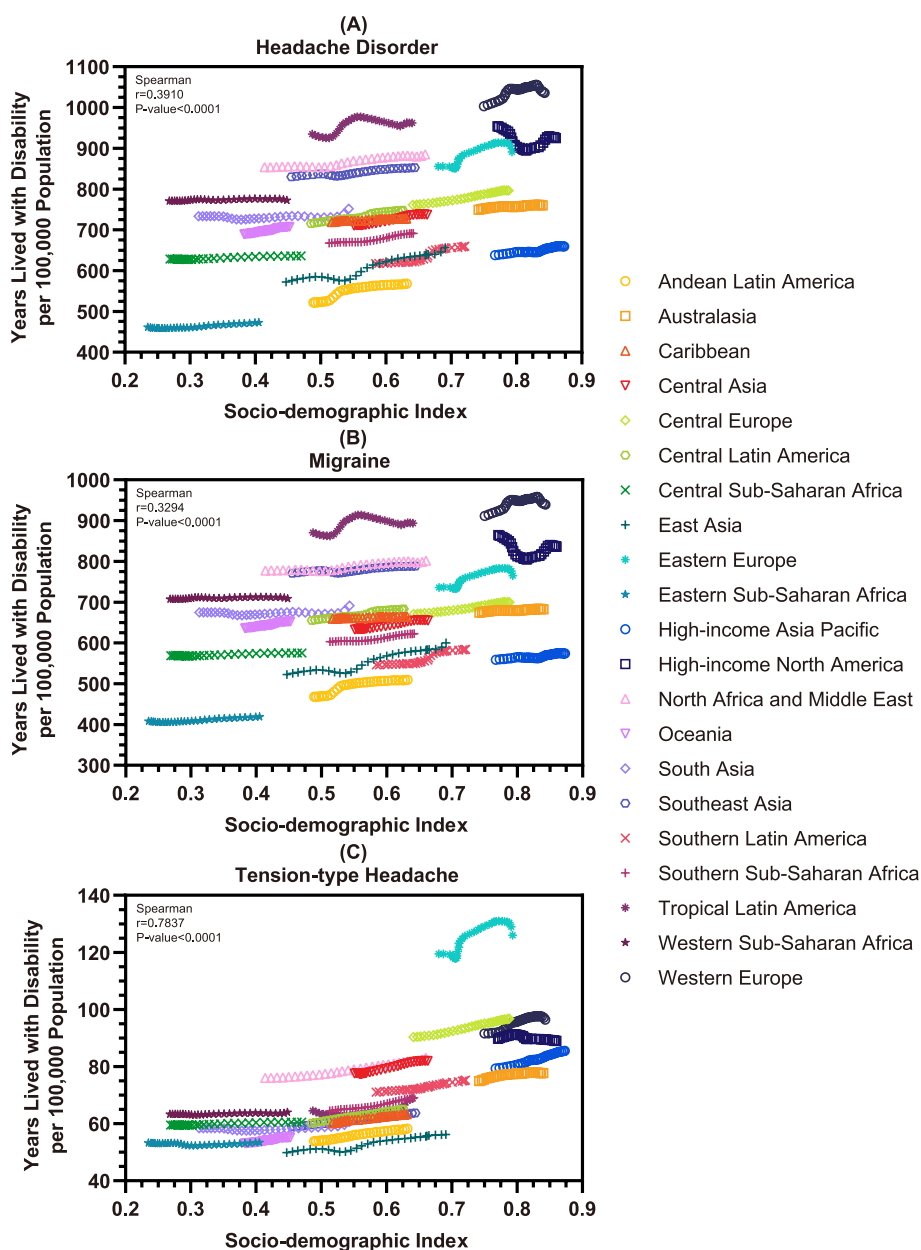 (A)
Headache Disorder
Spearman
r=0.3910
P-value<0.0001
1100
1000
900
800
700
600
500
400
0.2 0.3 0.4 0.5 0.6 0.7 0.8 0.9
Years Lived with Disability
per 100,000 Population
Socio-demographic Index
(B)
Migraine
Spearman
r=0.3294
P-value<0.0001
1000
900
800
700
600
500
400
300
0.2 0.3 0.4 0.5 0.6 0.7 0.8 0.9
Years Lived with Disability
per 100,000 Population
Socio-demographic Index
(C)
Tension-type Headache
Spearman
r=0.7837
P-value<0.0001
140
120
100
80
60
40
0.2 0.3 0.4 0.5 0.6 0.7 0.8 0.9
Years Lived with Disability
per 100,000 Population
Socio-demographic Index
Andean Latin America
Australasia
Caribbean
Central Asia
Central Europe
Central Latin America
Central Sub-Saharan Africa
East Asia
Eastern Europe
Eastern Sub-Saharan Africa
High-income Asia Pacific
High-income North America
North Africa and Middle East
Oceania
South Asia
Southeast Asia
Southern Latin America
Southern Sub-Saharan Africa
Tropical Latin America
Western Sub-Saharan Africa
Western Europe